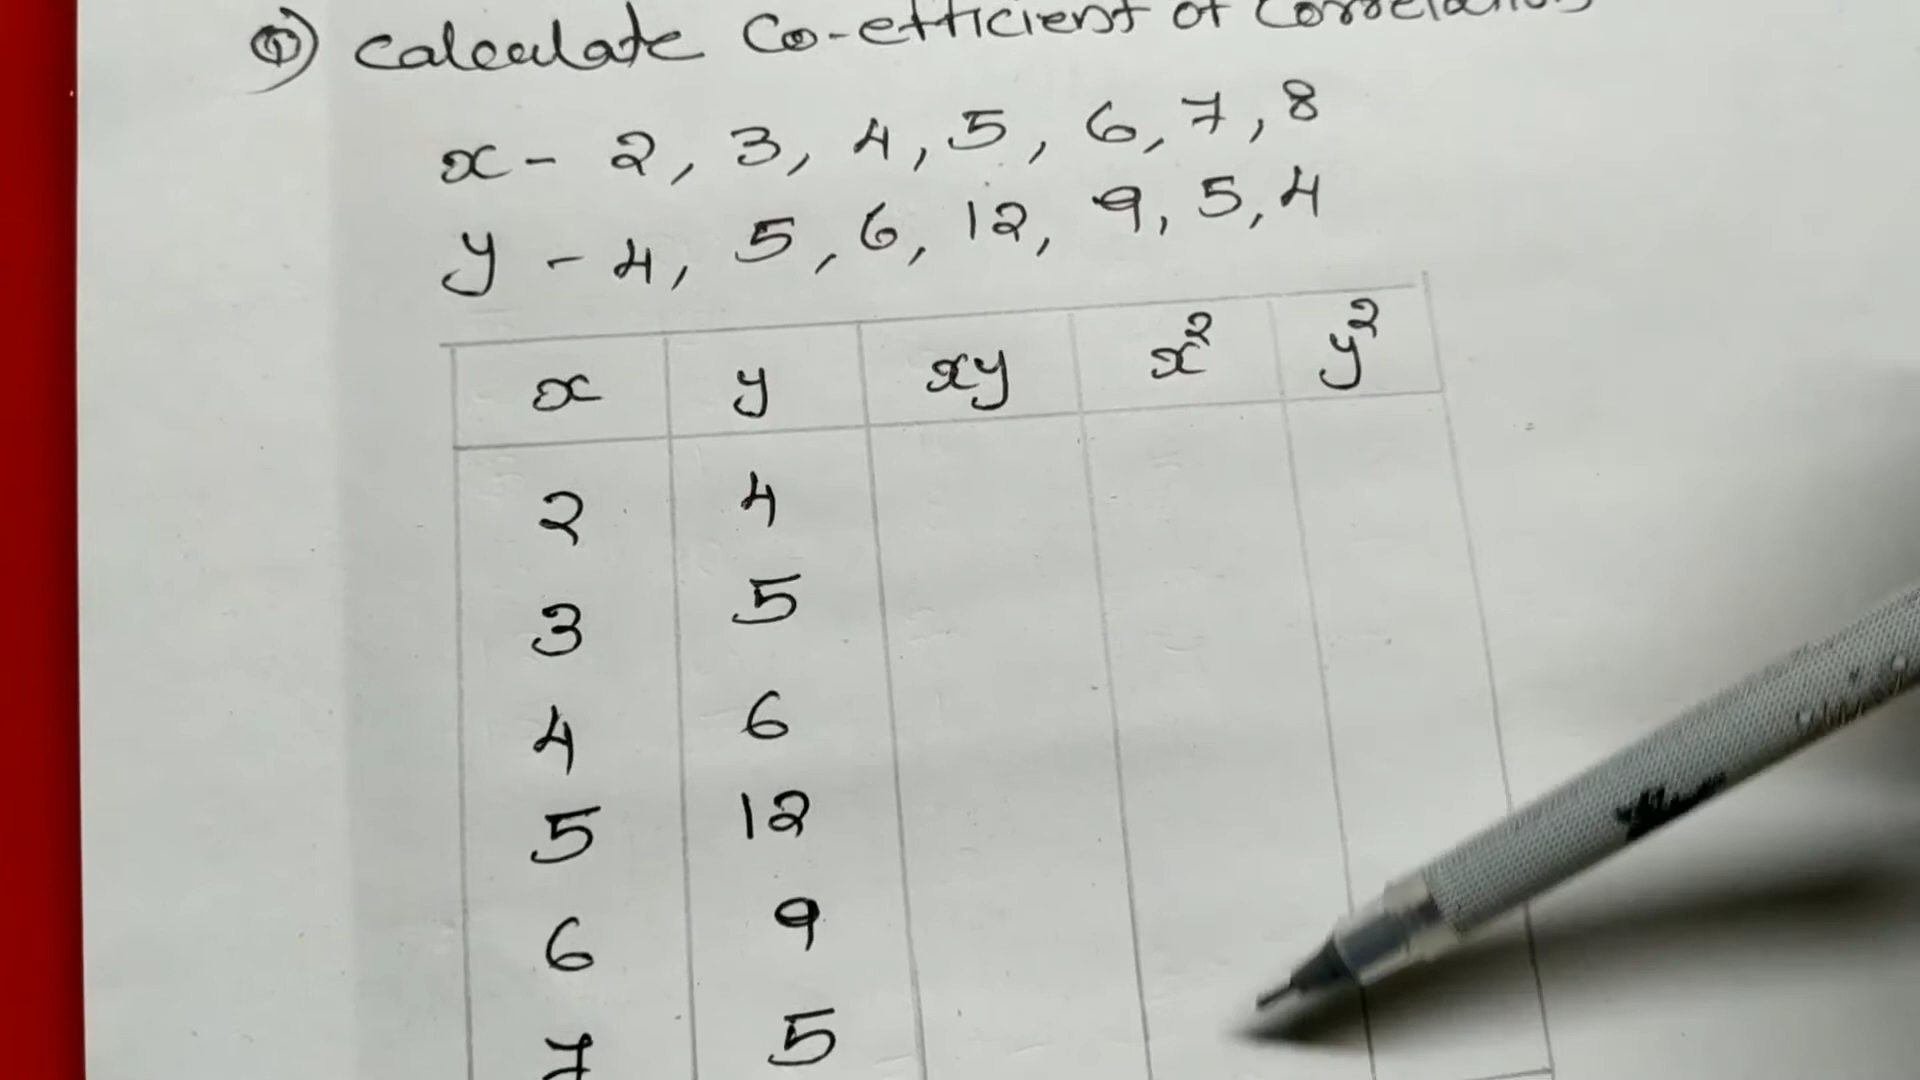 ① Calculate Co-efficient of Correlation
x - 2, 3, 4, 5, 6, 7, 8
y - 4, 5, 6, 12, 9, 5, 4
x y xy x² y²
2 4
3 5
4 6
5 12
6 9
7 5